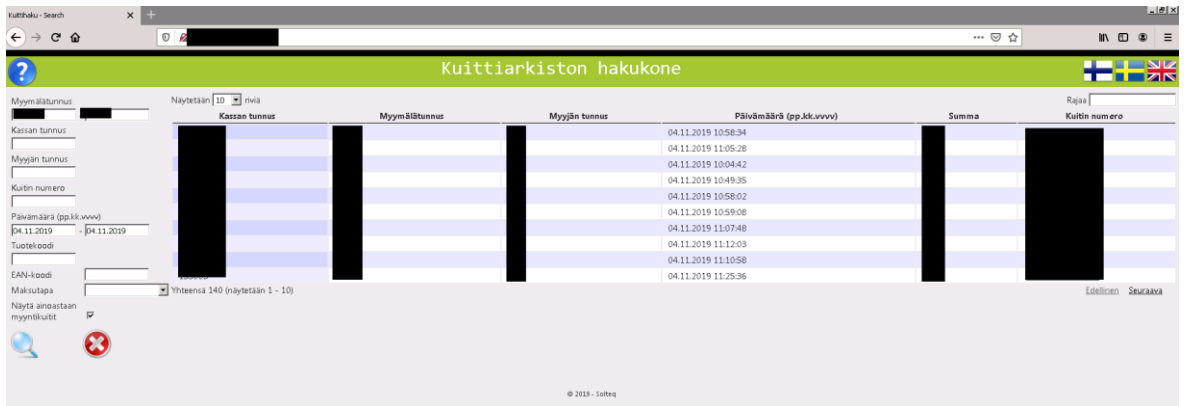 Kuittihaku - Search
Kuittiarkiston hakukone
Myymälätunnus
Kassan tunnus
Myyjän tunnus
Kuitin numero
Päivämäärä (pp.kk.vvvv)
04.11.2019 - 04.11.2019
Tuotekoodi
EAN-koodi
Maksutapa
Näytä ainoastaan
myyntikuitit
Näytetään 10 riviä
Rajaa
Kassan tunnus Myymälätunnus Myyjän tunnus Päivämäärä (pp.kk.vvvv) Summa Kuitin numero
04.11.2019 10:58:34
04.11.2019 11:05:28
04.11.2019 10:04:42
04.11.2019 10:49:35
04.11.2019 10:58:02
04.11.2019 10:59:08
04.11.2019 11:07:48
04.11.2019 11:12:03
04.11.2019 11:10:58
04.11.2019 11:25:36
Yhteensä 140 (näytetään 1 - 10)
Edellinen Seuraava
© 2018 - Solteq